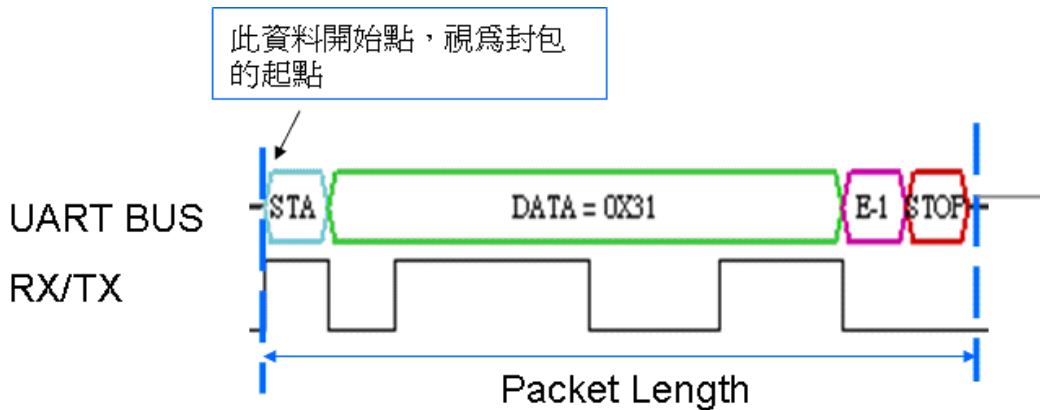 此資料開始點，視爲封包
的起點
UART BUS
STA
DATA = 0X31
E-1
STOP
RX/TX
Packet Length